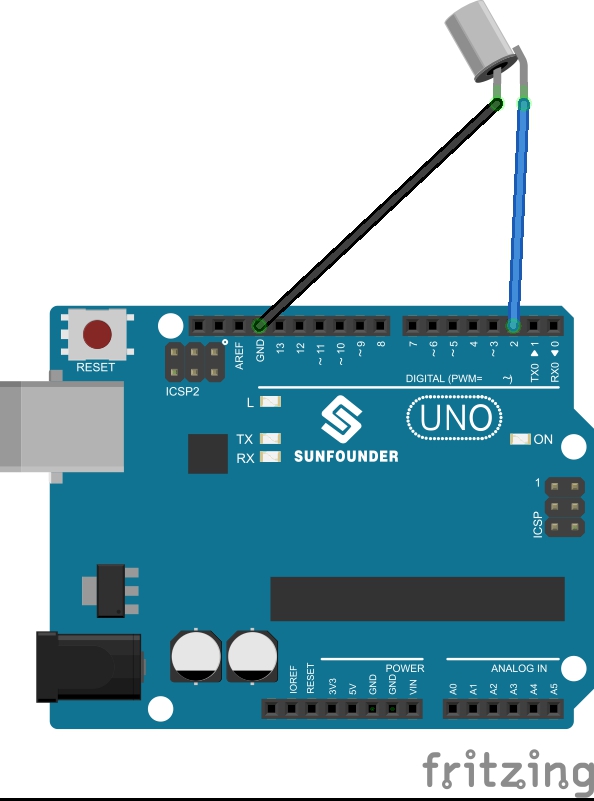 RESET
ICSP2
AREF
GND
13
12
~11
~10
~9
8
7
~6
~5
4
~3
2
TX0 ▶ 1
RX0 ◀ 0
DIGITAL (PWM= ~)
L
TX
RX
SUNFOUNDER
UNO
ON
1
ICSP
POWER
ANALOG IN
IOREF
RESET
3V3
5V
GND
GND
VIN
A0
A1
A2
A3
A4
A5
fritzing